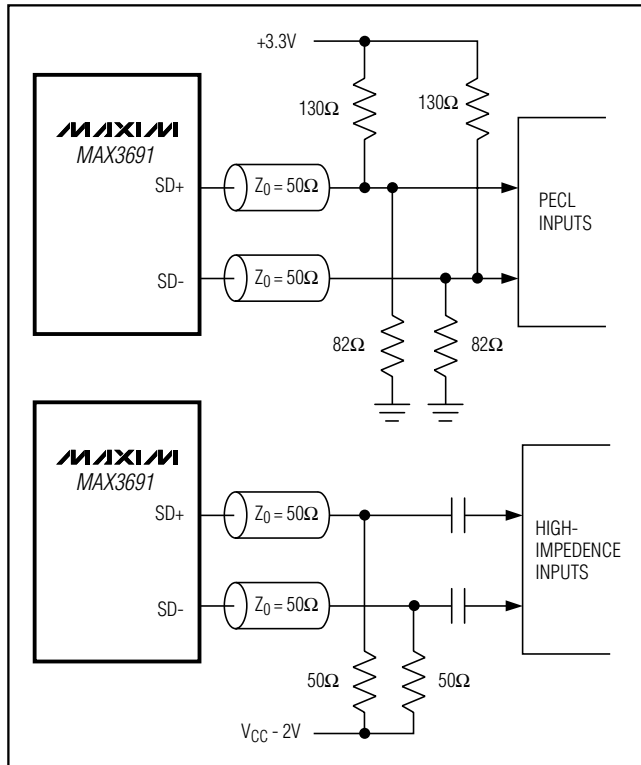 +3.3V
130Ω 130Ω
MAXIM
MAX3691
SD+ Z0 = 50Ω
PECL
INPUTS
SD- Z0 = 50Ω
82Ω 82Ω
MAXIM
MAX3691
SD+ Z0 = 50Ω
HIGH-
IMPEDENCE
INPUTS
SD- Z0 = 50Ω
50Ω 50Ω
VCC - 2V